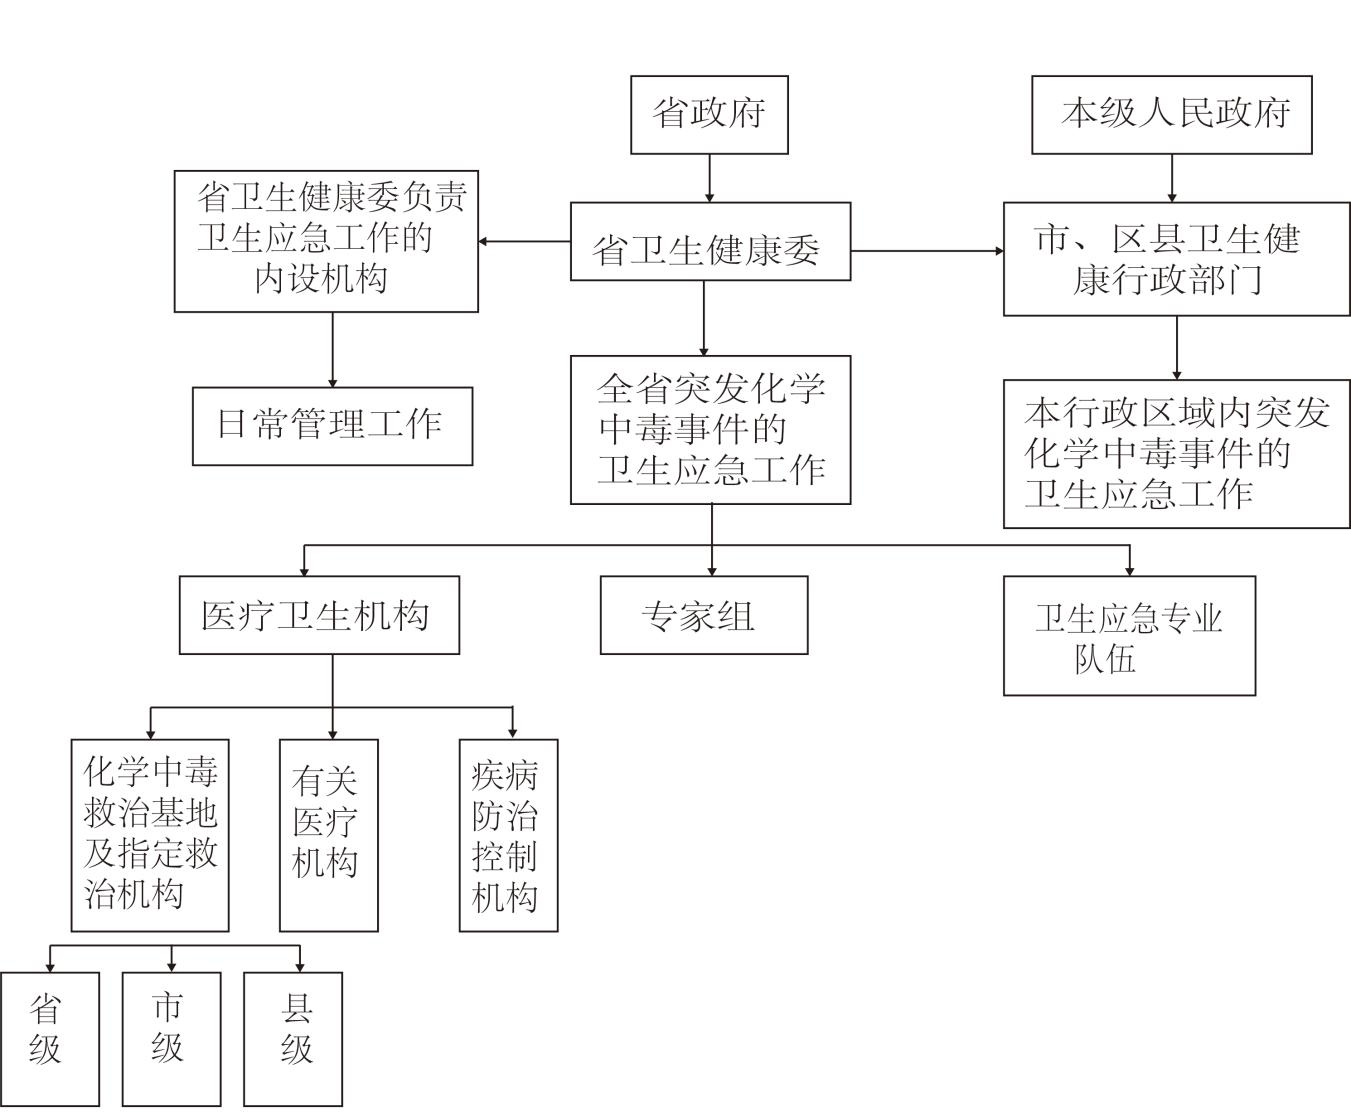 省政府
本级人民政府
省卫生健康委负责
卫生应急工作的
内设机构
省卫生健康委
市、区县卫生健
康行政部门
日常管理工作
全省突发化学
中毒事件的
卫生应急工作
本行政区域内突发
化学中毒事件的
卫生应急工作
医疗卫生机构
专家组
卫生应急专业
队伍
化学中毒
救治基地
及指定救
治机构
有关
医疗
机构
疾病
防治
控制
机构
省
级
市
级
县
级